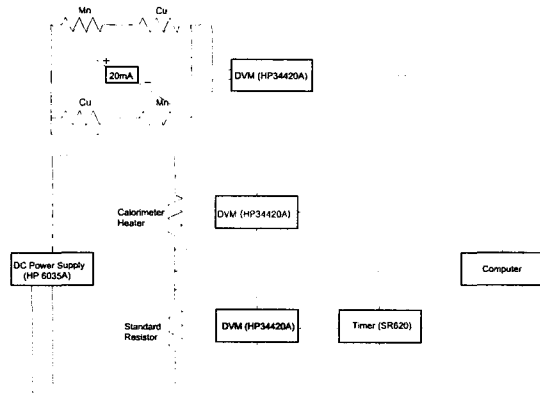 Mn
Cu
+
20mA
−
DVM (HP34420A)
Cu
Mn
Calorimeter
Heater
DVM (HP34420A)
DC Power Supply
(HP 6035A)
Computer
Standard
Resistor
DVM (HP34420A)
Timer (SR620)